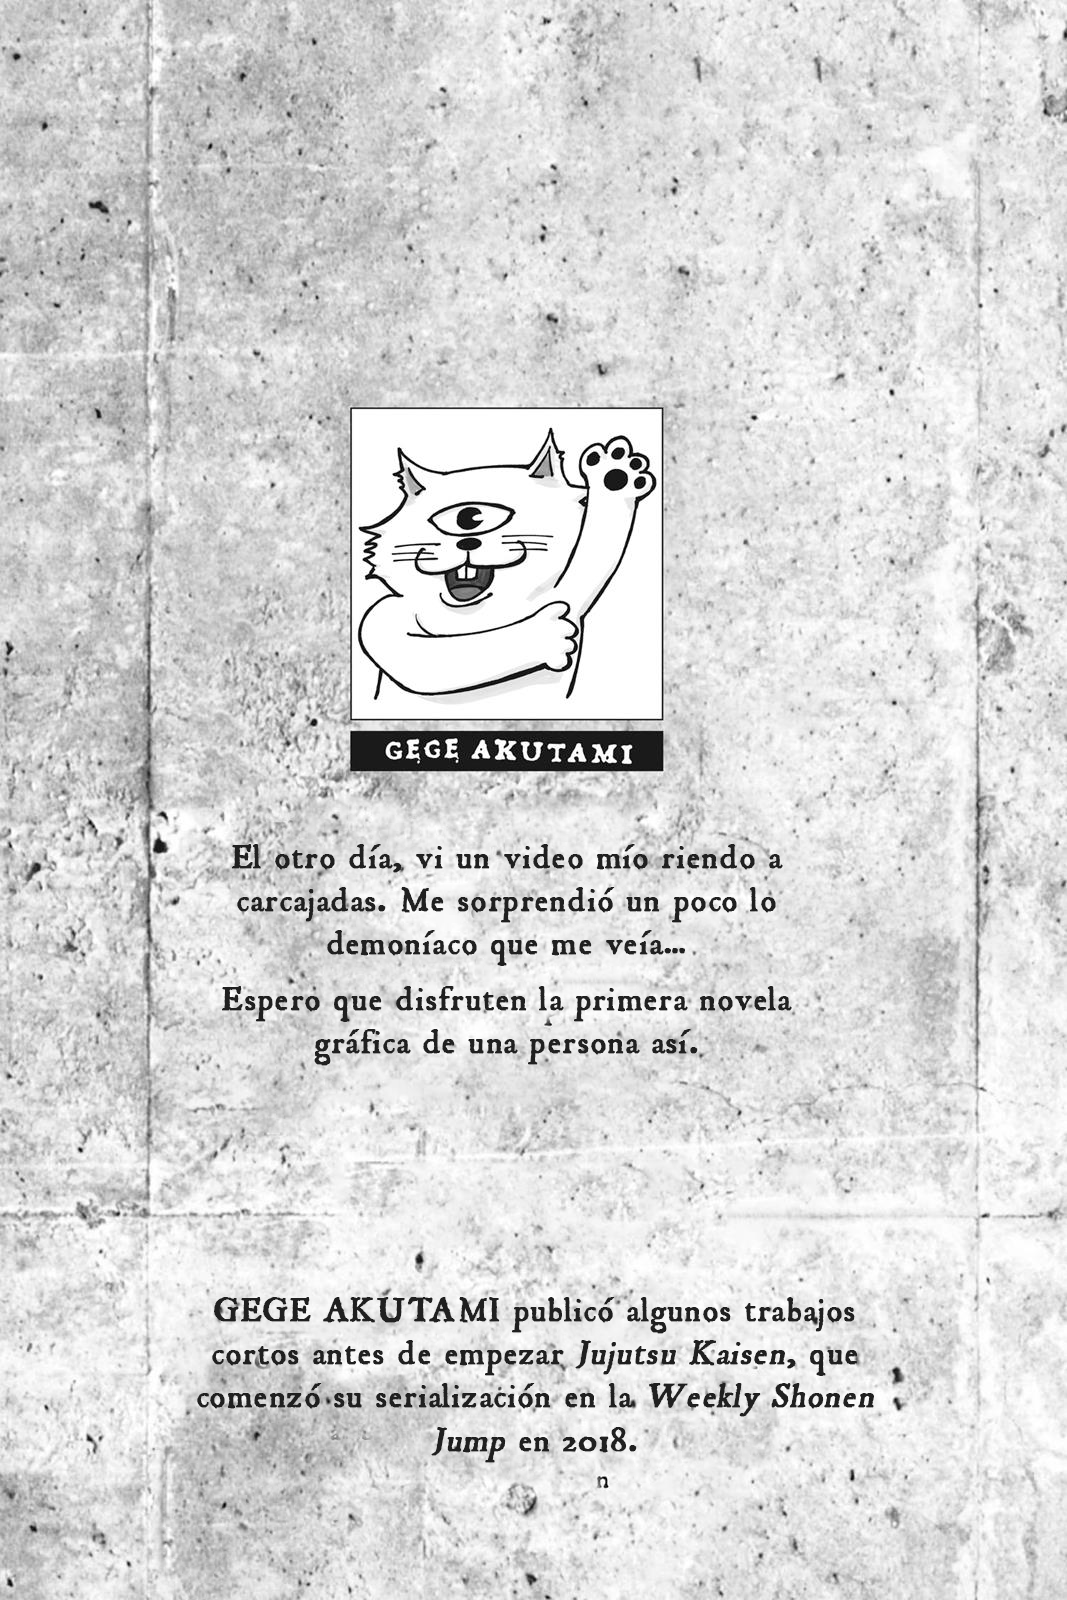 GEGE AKUTAMI
El otro día, vi un video mío riendo a
carcajadas. Me sorprendió un poco lo
demoníaco que me veía...
Espero que disfruten la primera novela
gráfica de una persona así.
GEGE AKUTAMI publicó algunos trabajos
cortos antes de empezar Jujutsu Kaisen, que
comenzó su serialización en la Weekly Shonen
Jump en 2018.
n